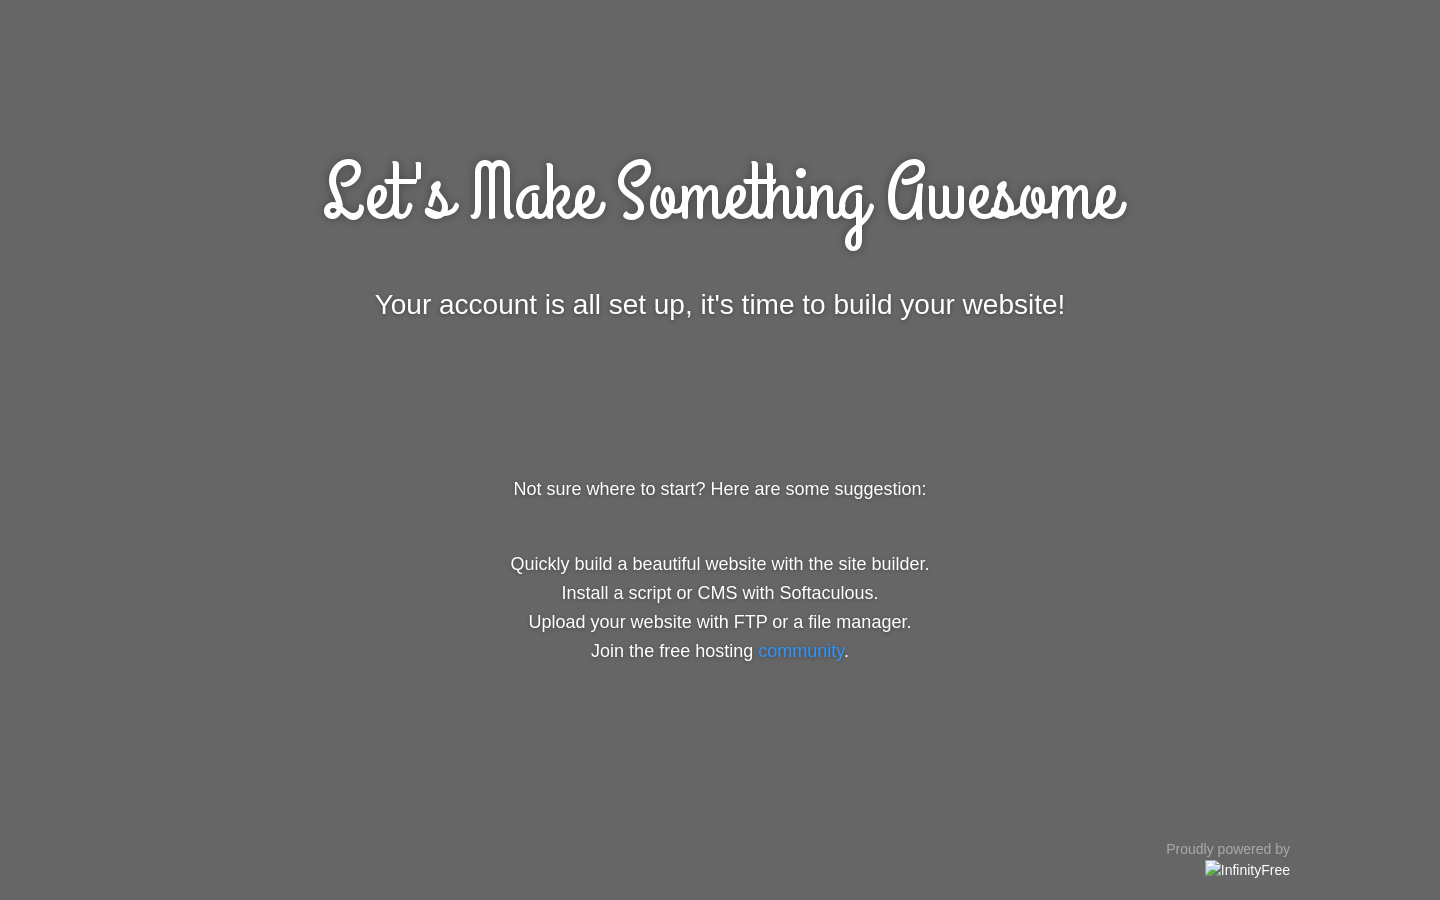 Let's Make Something Awesome
Your account is all set up, it's time to build your website!
Not sure where to start? Here are some suggestion:
Quickly build a beautiful website with the site builder.
Install a script or CMS with Softaculous.
Upload your website with FTP or a file manager.
Join the free hosting community.
Proudly powered by
InfinityFree